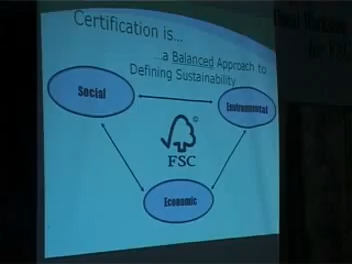 Certification is...
...a Balanced Approach to
Defining Sustainability
Social
Environmental
©
FSC
Economic